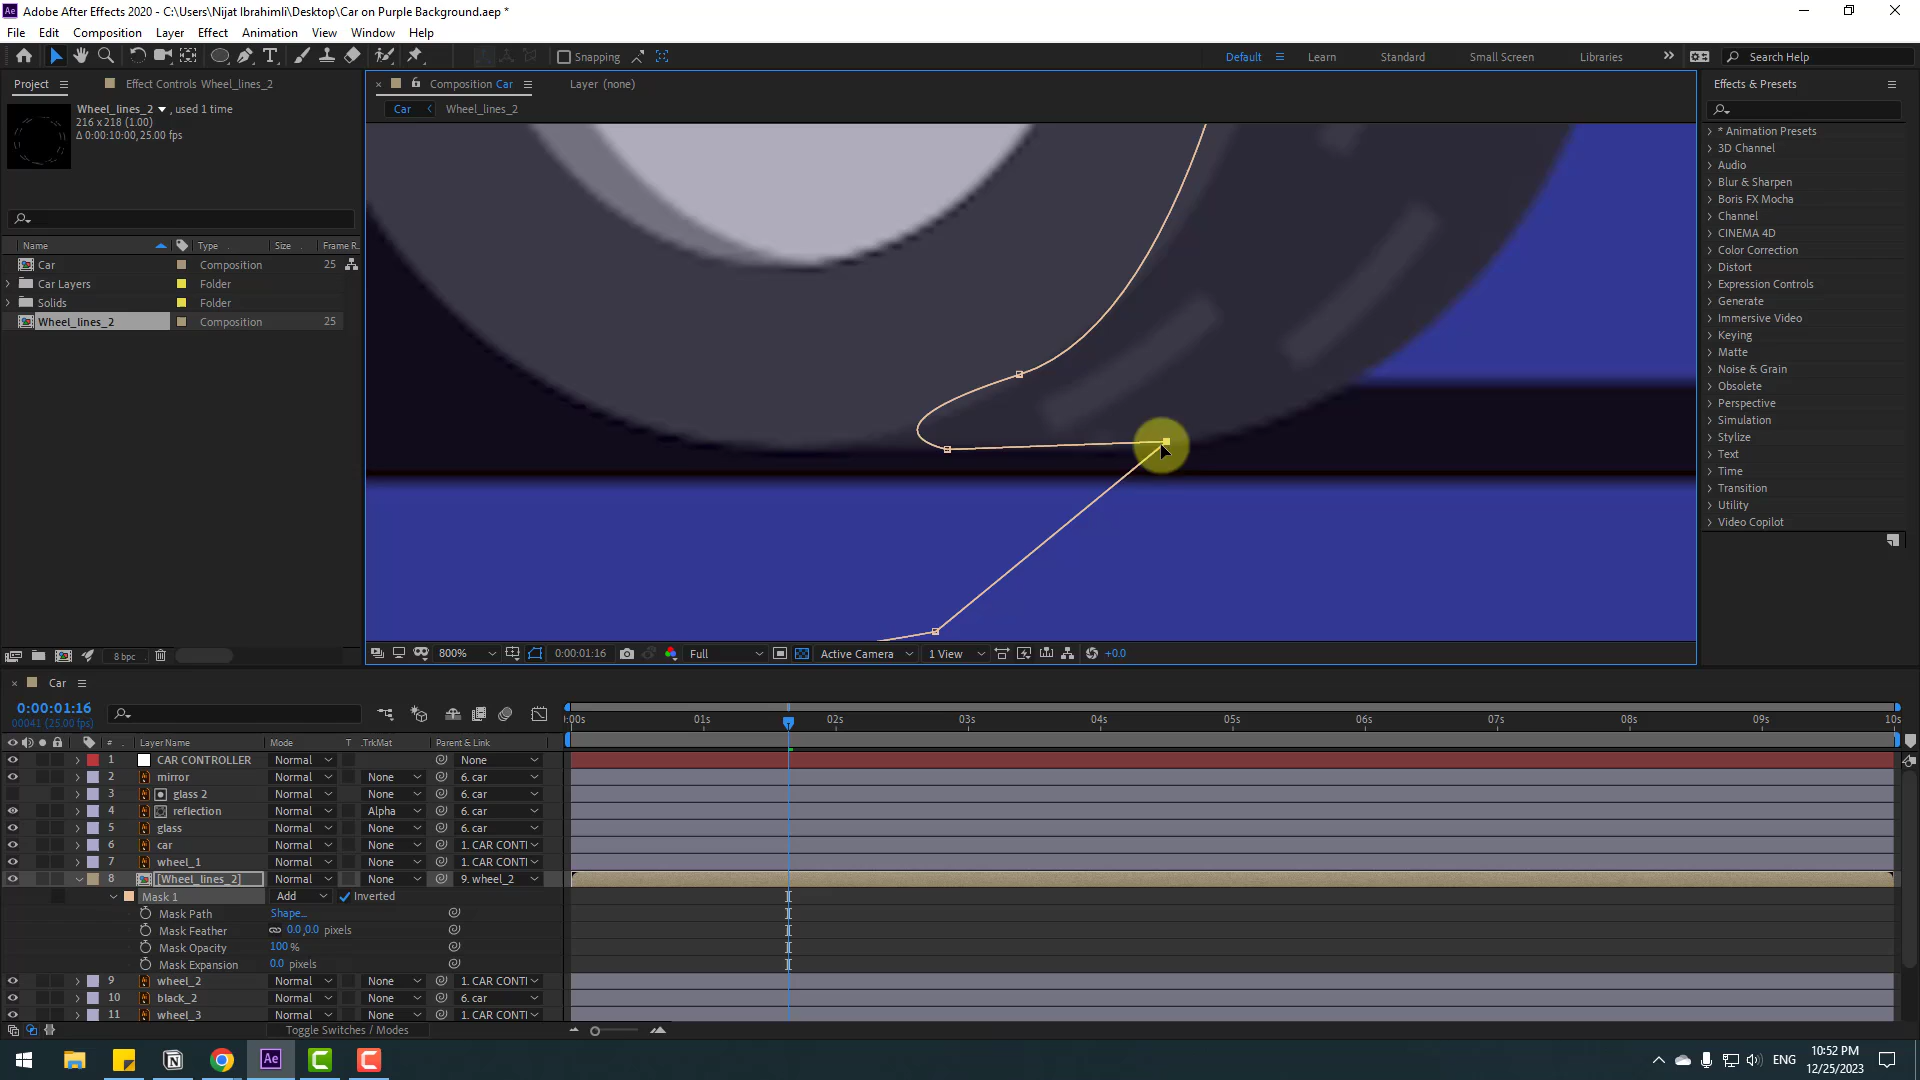 Adobe After Effects 2020 - C:\Users\Nijat Ibrahimli\Desktop\Car on Purple Background.aep *
File Edit Composition Layer Effect Animation View Window Help
Snapping Default Learn Standard Small Screen Libraries Search Help
Project Effect Controls Wheel_lines_2 Composition Car Layer (none) Effects & Presets
Car Wheel_lines_2
Wheel_lines_2 , used 1 time
216 x 218 (1.00)
Δ 0:00:10:00, 25.00 fps
Name Type Size Frame R.
Car Composition 25
Car Layers Folder
Solids Folder
Wheel_lines_2 Composition 25
* Animation Presets
3D Channel
Audio
Blur & Sharpen
Boris FX Mocha
Channel
CINEMA 4D
Color Correction
Distort
Expression Controls
Generate
Immersive Video
Keying
Matte
Noise & Grain
Obsolete
Perspective
Simulation
Stylize
Text
Time
Transition
Utility
Video Copilot
8 bpc 800% 0:00:01:16 Full Active Camera 1 View +0.0
Car
0:00:01:16
00041 (25.00 fps)
:00s 01s 02s 03s 04s 05s 06s 07s 08s 09s 10s
# Layer Name Mode T .TrkMat Parent & Link
1 CAR CONTROLLER Normal None
2 mirror Normal None 6. car
3 glass 2 Normal None 6. car
4 reflection Normal Alpha 6. car
5 glass Normal None 6. car
6 car Normal None 1. CAR CONTI
7 wheel_1 Normal None 1. CAR CONTI
8 [Wheel_lines_2] Normal None 9. wheel_2
Mask 1 Add Inverted
Mask Path Shape...
Mask Feather 0.0,0.0 pixels
Mask Opacity 100 %
Mask Expansion 0.0 pixels
9 wheel_2 Normal None 1. CAR CONTI
10 black_2 Normal None 6. car
11 wheel_3 Normal None 1. CAR CONTI
Toggle Switches / Modes
ENG 10:52 PM
12/25/2023